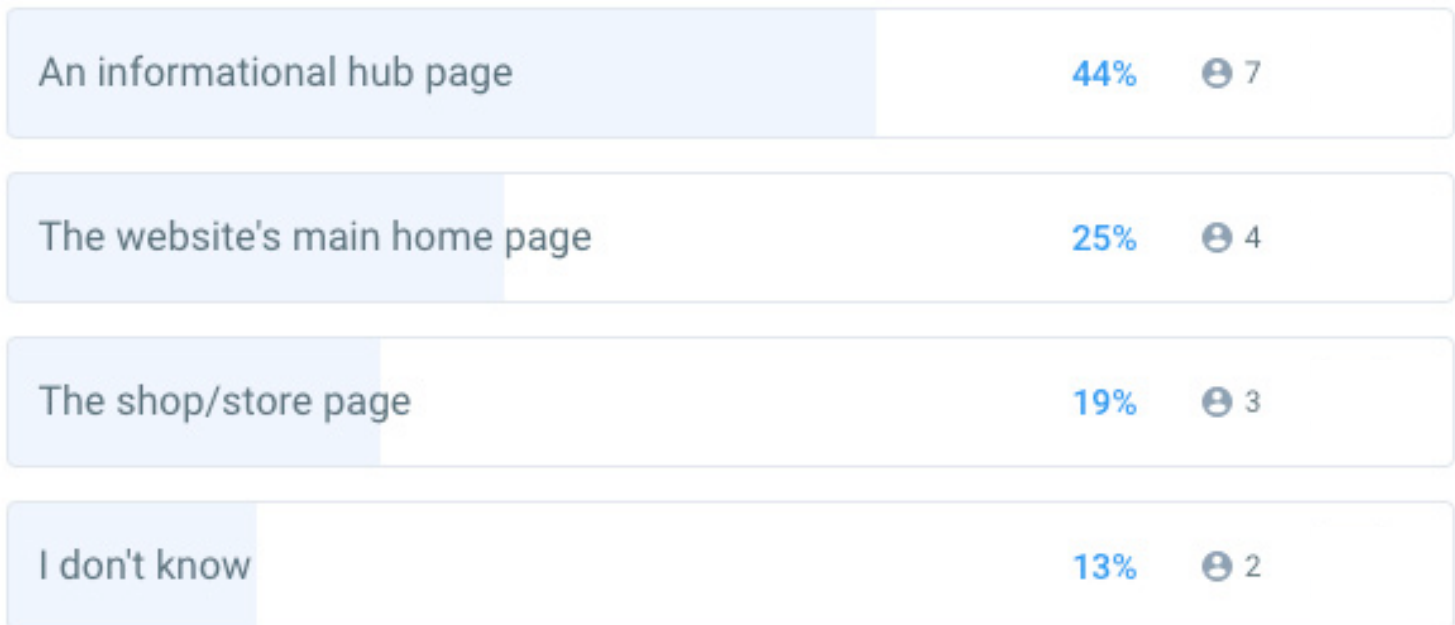 An informational hub page 44% 7
The website's main home page 25% 4
The shop/store page 19% 3
I don't know 13% 2